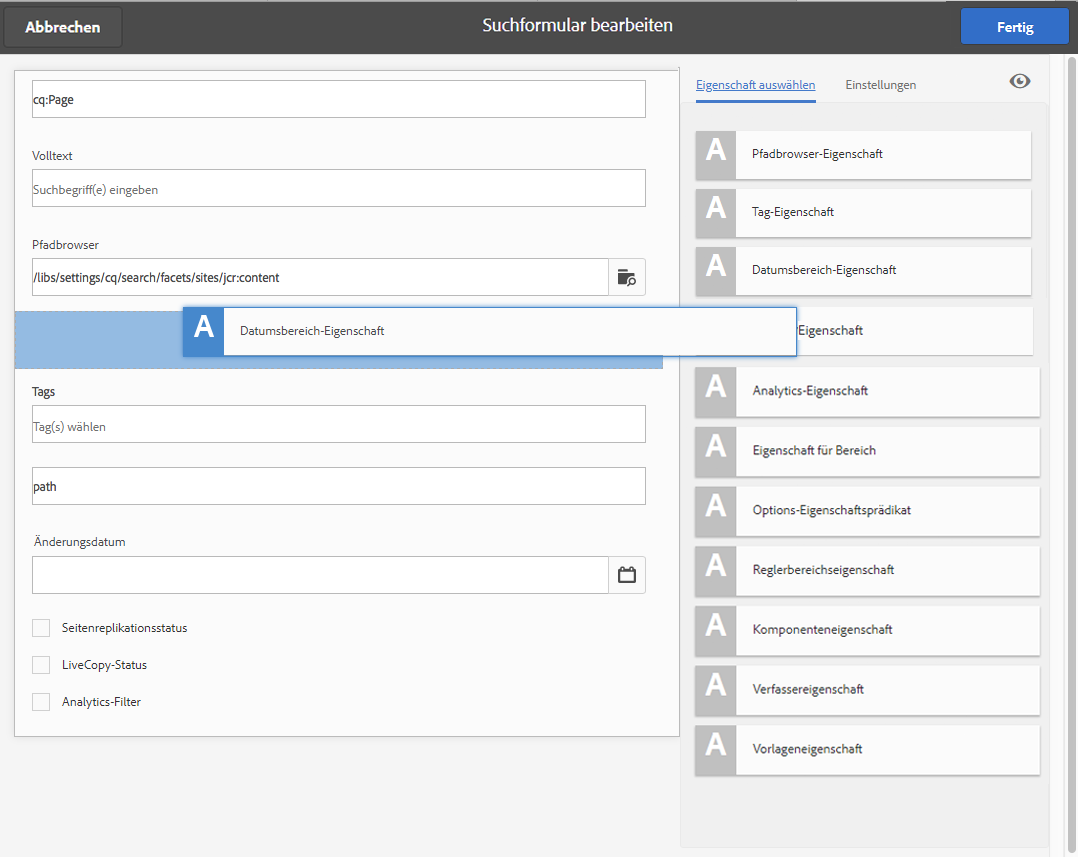 Abbrechen
Suchformular bearbeiten
Fertig
cq:Page
Volltext
Suchbegriff(e) eingeben
Pfadbrowser
/libs/settings/cq/search/facets/sites/jcr:content
A Datumsbereich-Eigenschaft
Tags
Tag(s) wählen
path
Änderungsdatum
Seitenreplikationsstatus
LiveCopy-Status
Analytics-Filter
Eigenschaft auswählen
Einstellungen
A Pfadbrowser-Eigenschaft
A Tag-Eigenschaft
A Datumsbereich-Eigenschaft
Eigenschaft
A Analytics-Eigenschaft
A Eigenschaft für Bereich
A Options-Eigenschaftsprädikat
A Reglerbereichseigenschaft
A Komponenteneigenschaft
A Verfassereigenschaft
A Vorlageneigenschaft